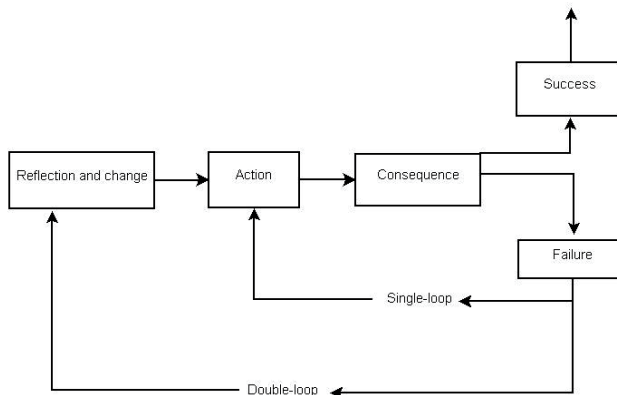 Success
Reflection and change
Action
Consequence
Failure
Single-loop
Double-loop